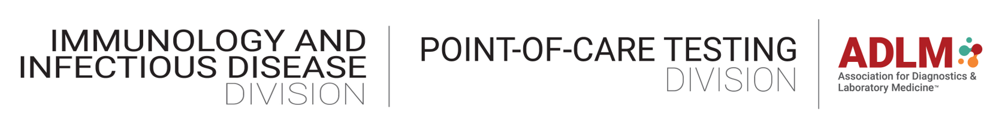 IMMUNOLOGY AND
INFECTIOUS DISEASE
DIVISION
POINT-OF-CARE TESTING
DIVISION
ADLM
Association for Diagnostics &
Laboratory Medicine™